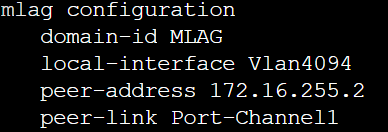 mlag configuration
   domain-id MLAG
   local-interface Vlan4094
   peer-address 172.16.255.2
   peer-link Port-Channel1